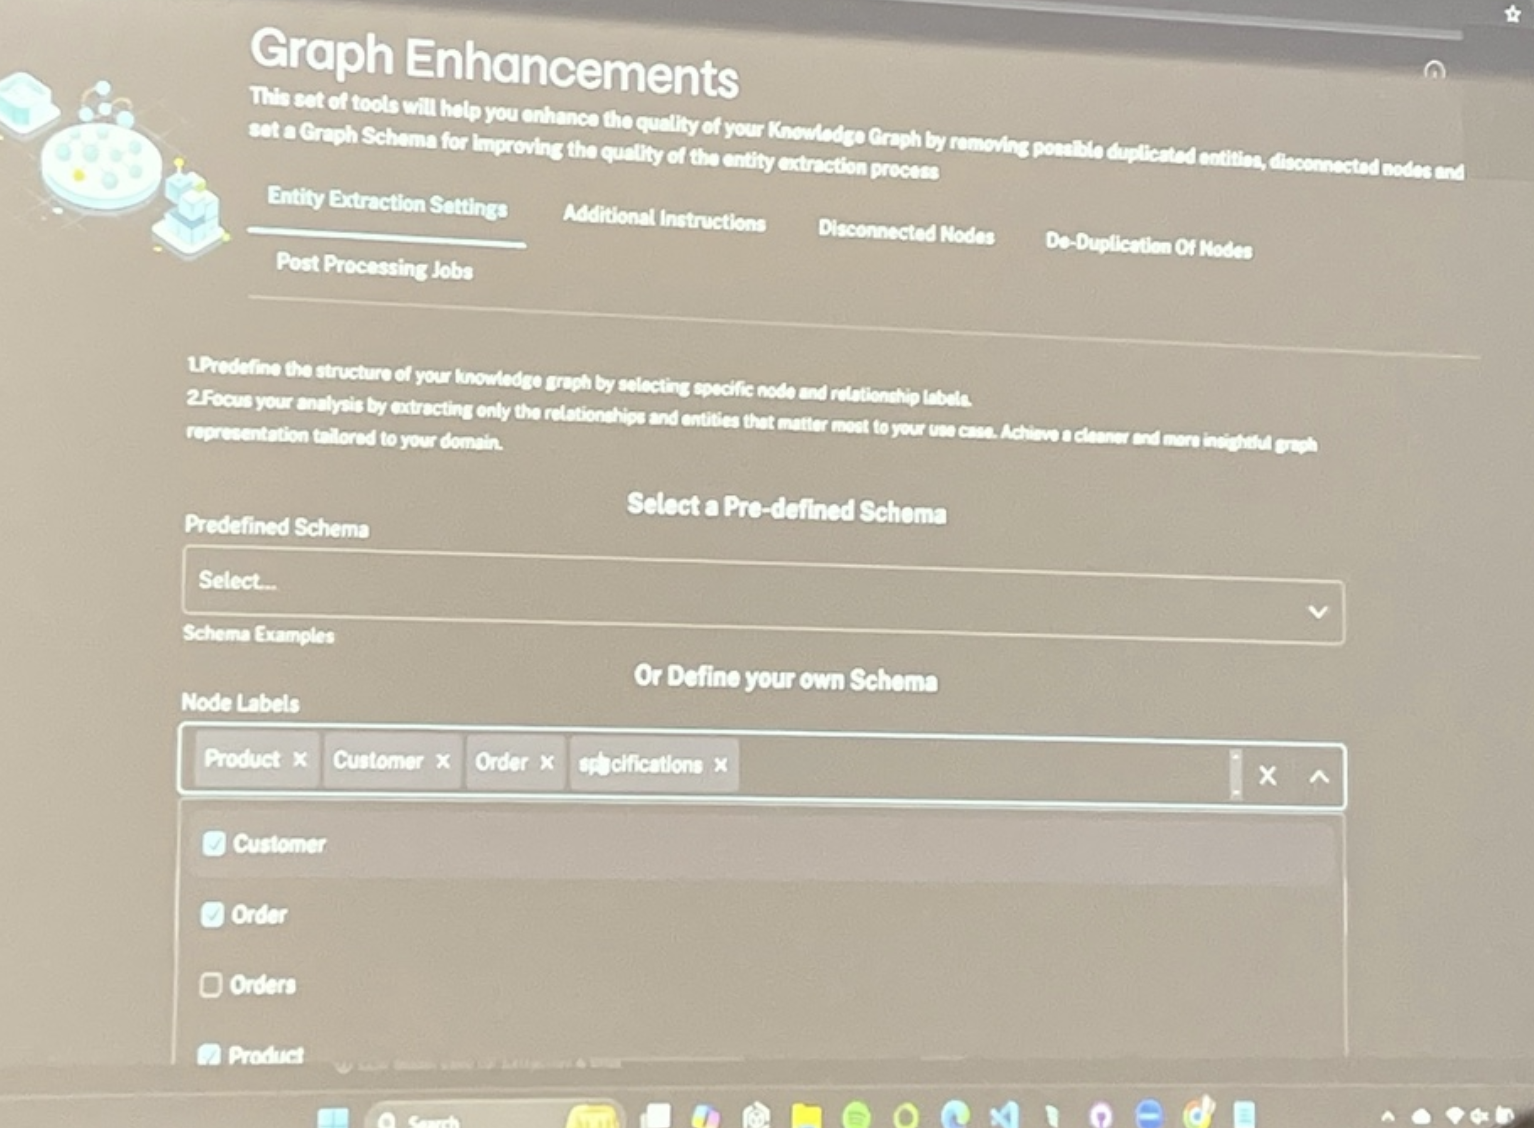 Graph Enhancements
This set of tools will help you enhance the quality of your Knowledge Graph by removing possible duplicated entities, disconnected nodes and
set a Graph Schema for improving the quality of the entity extraction process
Entity Extraction Settings
Additional Instructions
Disconnected Nodes
De-Duplication Of Nodes
Post Processing Jobs
1.Predefine the structure of your knowledge graph by selecting specific node and relationship labels.
2.Focus your analysis by extracting only the relationships and entities that matter most to your use case. Achieve a cleaner and more insightful graph
representation tailored to your domain.
Select a Pre-defined Schema
Predefined Schema
Select...
Schema Examples
Or Define your own Schema
Node Labels
Product × Customer × Order × specifications ×
Customer
Order
Orders
Product
Search